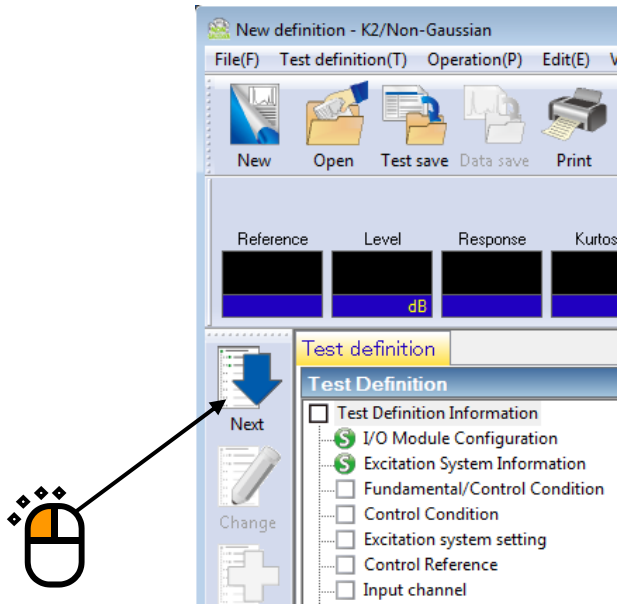 New definition - K2/Non-Gaussian
File(F) Test definition(T) Operation(P) Edit(E)
New Open Test save Data save Print
Reference Level Response Kurtos
dB
Test definition
Test Definition
Next
Test Definition Information
S I/O Module Configuration
S Excitation System Information
Fundamental/Control Condition
Change
Control Condition
Excitation system setting
Control Reference
Input channel